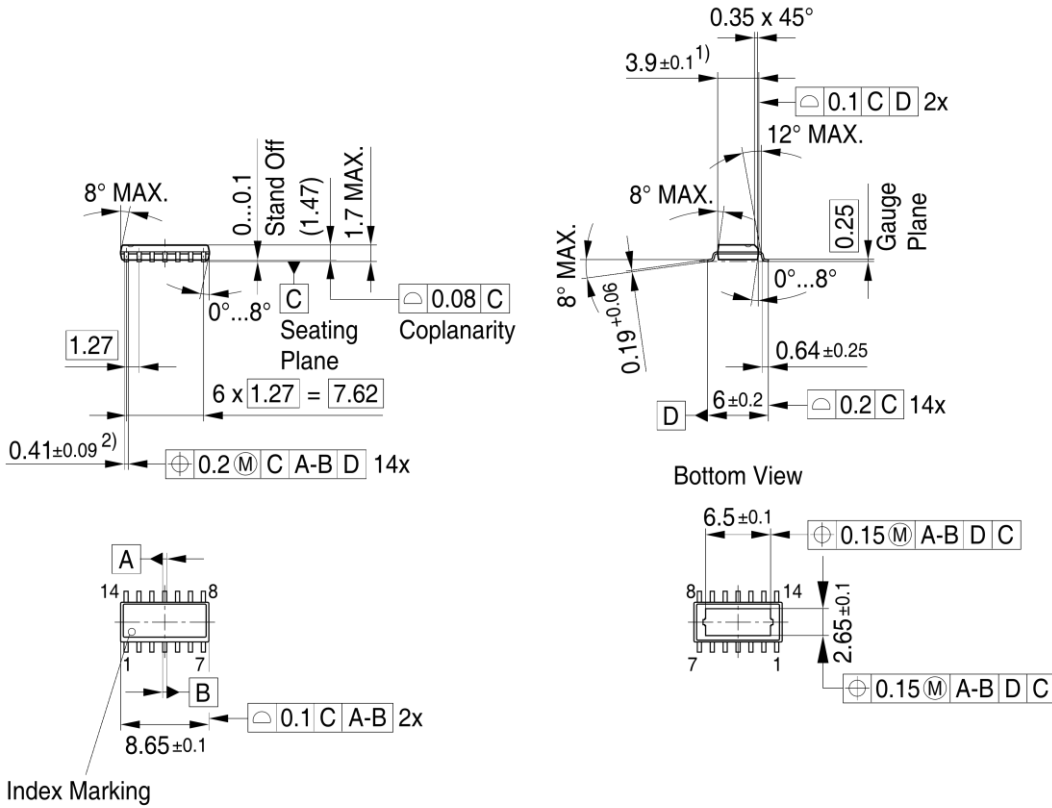 0.35 x 45°
3.9 ±0.1 1)
⌓ 0.1 C D 2x
12° MAX.
8° MAX.
0.25
Gauge
Plane
8° MAX.
0.19 +0.06
0°...8°
0.64 ±0.25
D
6 ±0.2
⌓ 0.2 C 14x
8° MAX.
0...0.1
Stand Off
(1.47)
1.7 MAX.
0°...8°
C
Seating
Plane
⌓ 0.08 C
Coplanarity
1.27
6 x 1.27 = 7.62
0.41 ±0.09 2)
⌖ 0.2 Ⓜ C A-B D 14x
A
14 8
1 7
B
⌓ 0.1 C A-B 2x
8.65 ±0.1
Index Marking
Bottom View
6.5 ±0.1
⌖ 0.15 Ⓜ A-B D C
8 14
7 1
2.65 ±0.1
⌖ 0.15 Ⓜ A-B D C